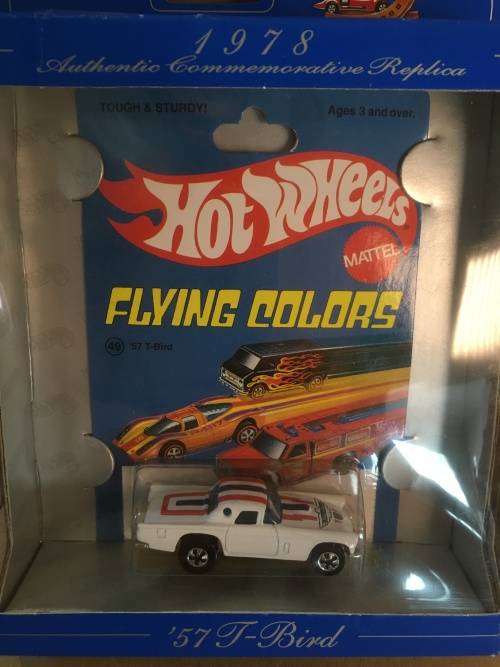 1978
Authentic Commemorative Replica
TOUGH & STURDY!
Ages 3 and over.
Hot Wheels
MATTEL
FLYING COLORS
49 '57 T-Bird
'57 T-Bird